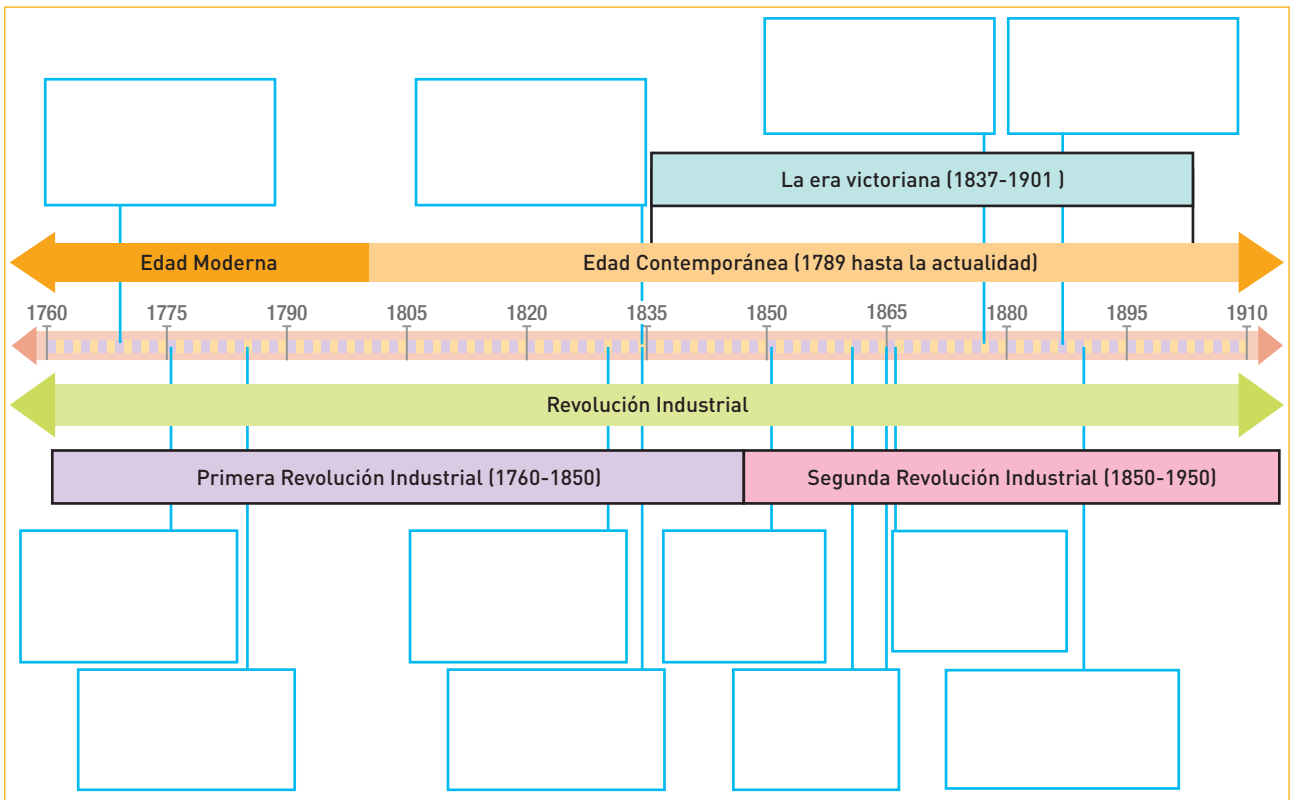 La era victoriana (1837-1901 )
Edad Moderna
Edad Contemporánea (1789 hasta la actualidad)
1760 1775 1790 1805 1820 1835 1850 1865 1880 1895 1910
Revolución Industrial
Primera Revolución Industrial (1760-1850)
Segunda Revolución Industrial (1850-1950)